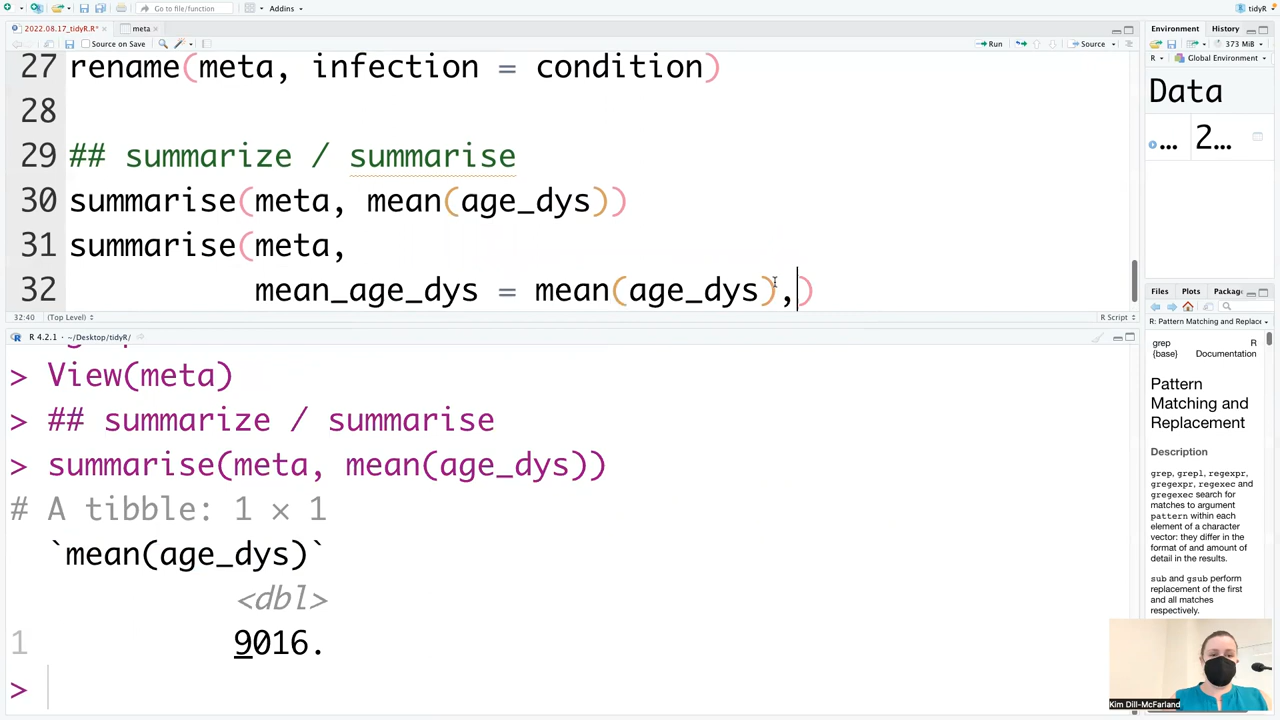 Go to file/function
Addins
tidyR
2022.08.17_tidyR.R*
meta
Source on Save
Run
Source
27 rename(meta, infection = condition)
28
29 ## summarize / summarise
30 summarise(meta, mean(age_dys))
31 summarise(meta,
32 mean_age_dys = mean(age_dys),)
32:40
(Top Level)
R Script
R 4.2.1 · ~/Desktop/tidyR/
> View(meta)
> ## summarize / summarise
> summarise(meta, mean(age_dys))
# A tibble: 1 × 1
`mean(age_dys)`
<dbl>
1 9016.
>
Environment
History
373 MiB
R
Global Environment
Data
... 2...
Files
Plots
Packag
R: Pattern Matching and Replace
grep
{base}
R
Documentation
Pattern
Matching and
Replacement
Description
grep, grepl, regexpr,
gregexpr, regexec and
gregexec search for
matches to argument
pattern within each
element of a character
vector: they differ in the
format of and amount of
detail in the results.
sub and gsub perform
replacement of the first
and all matches
respectively.
Kim Dill-McFarland